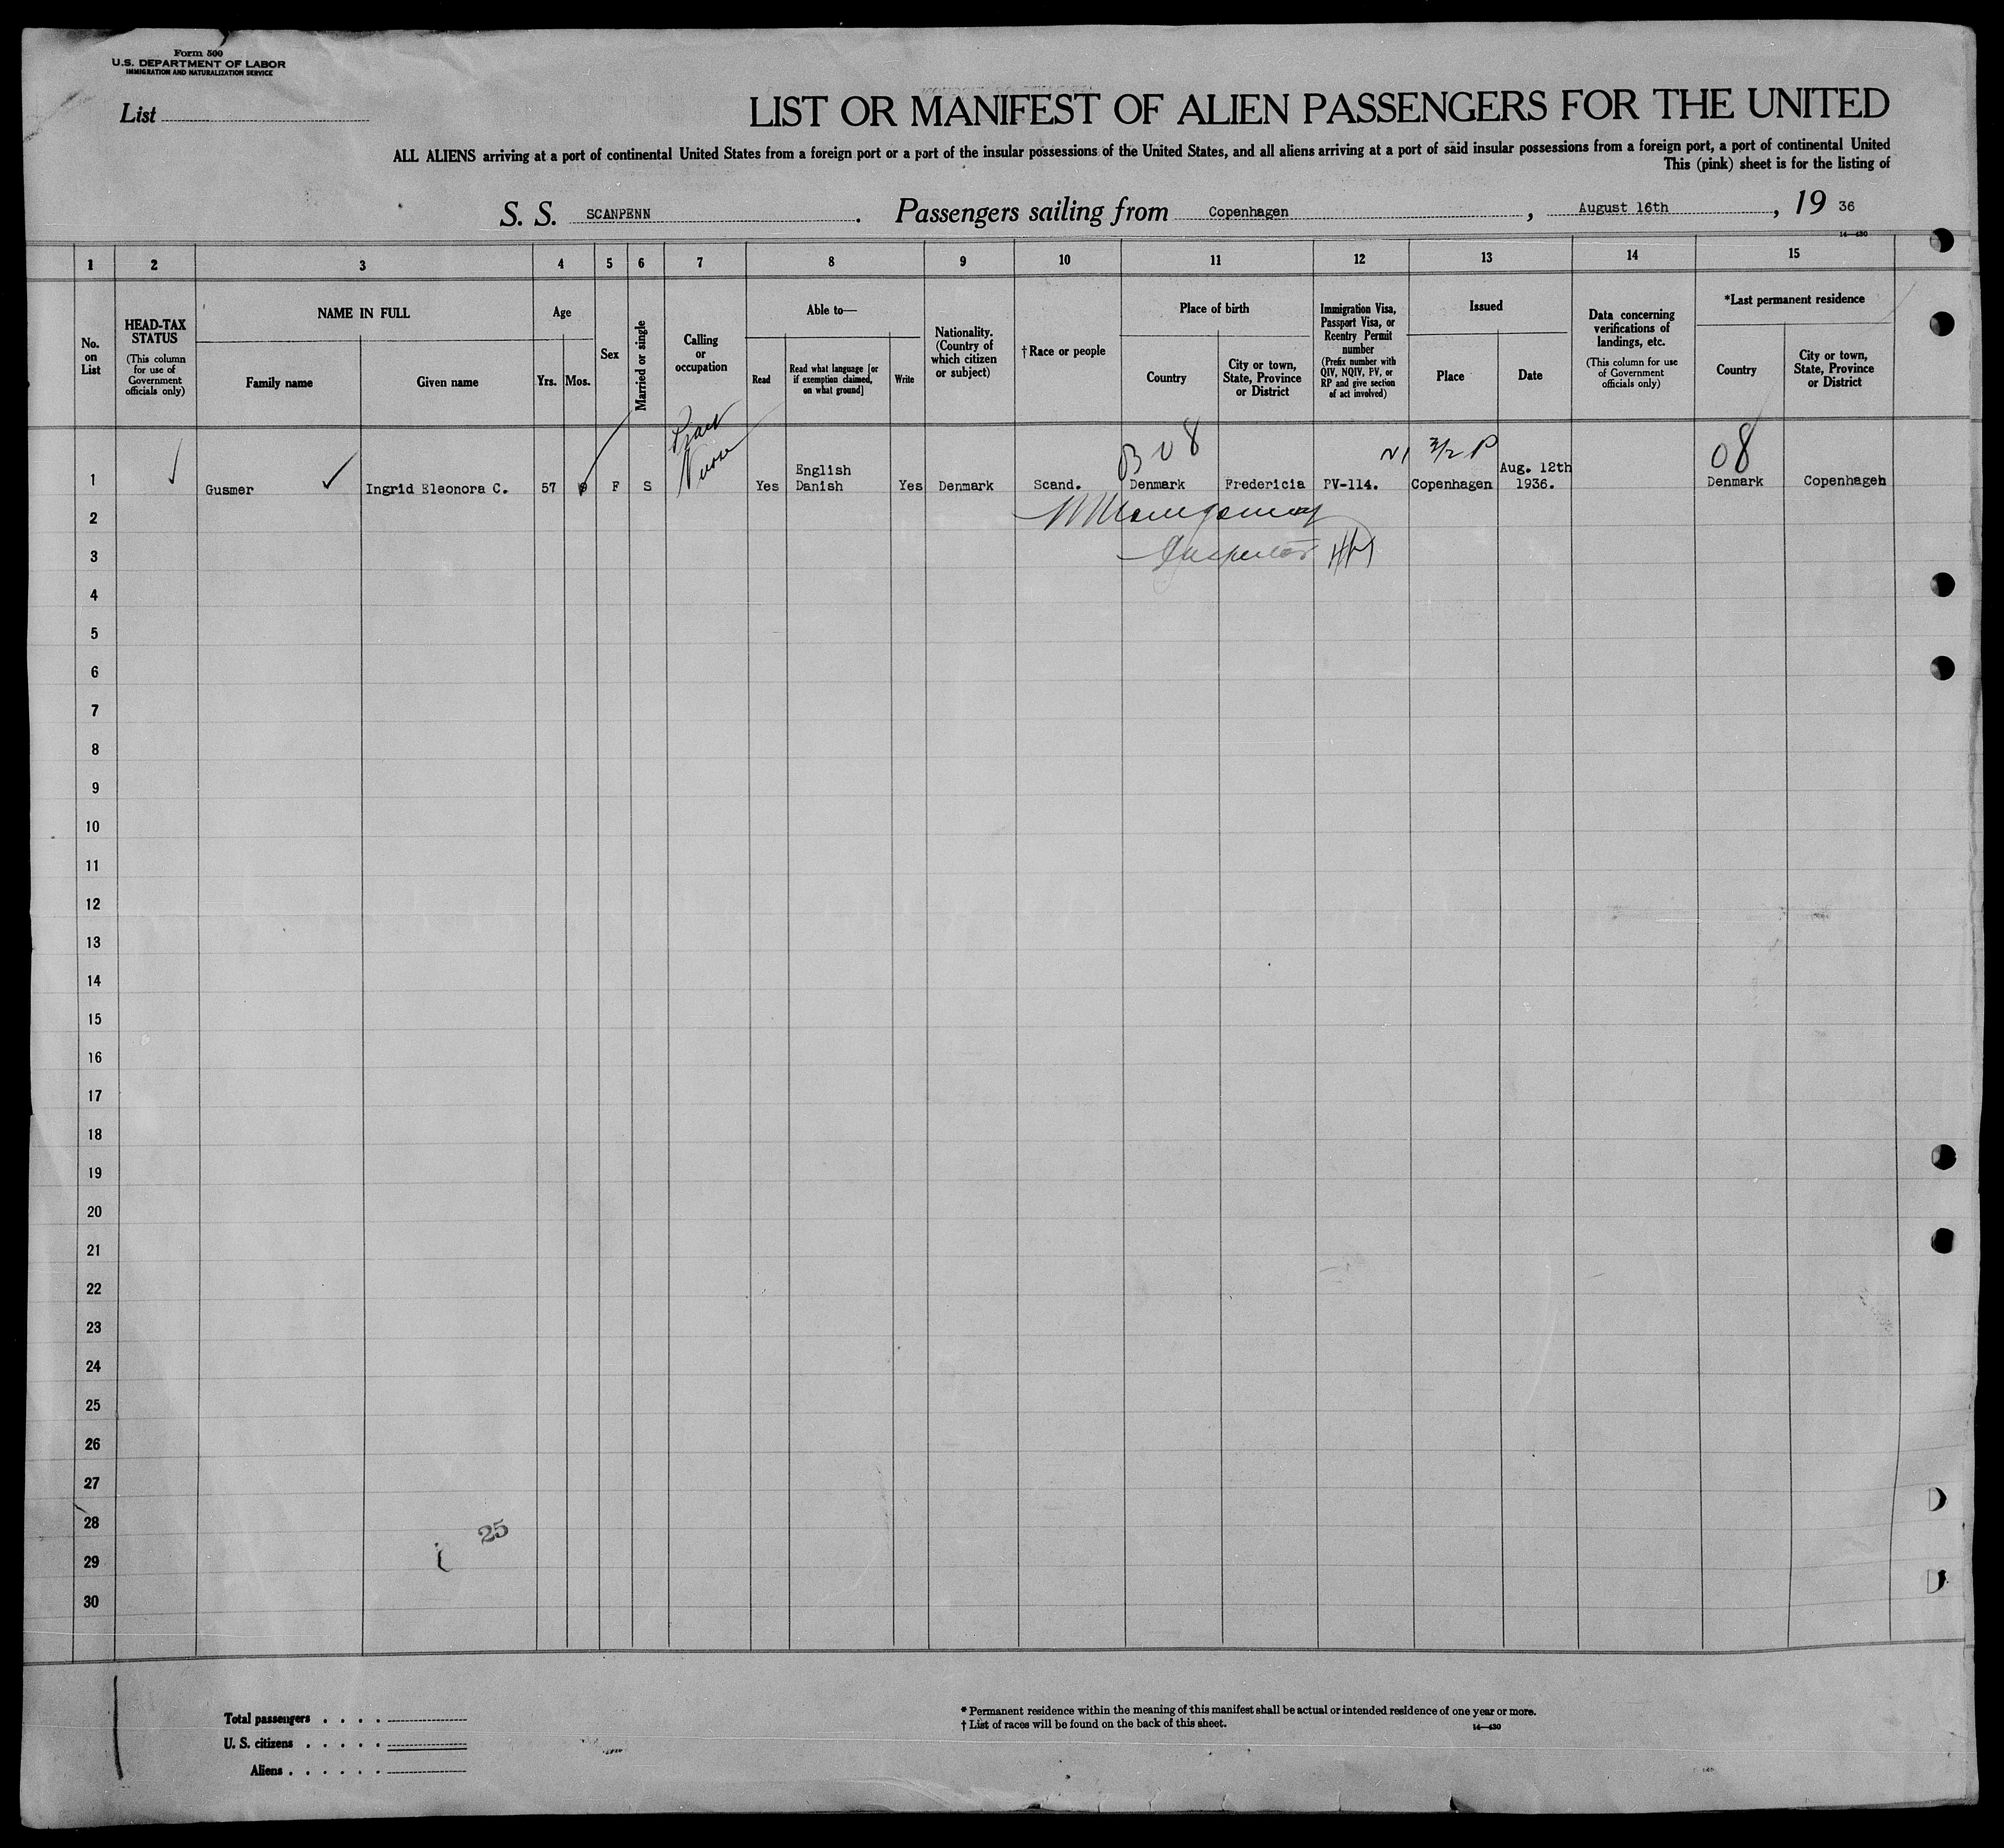 Form 500
U.S. DEPARTMENT OF LABOR
IMMIGRATION AND NATURALIZATION SERVICE
List
LIST OR MANIFEST OF ALIEN PASSENGERS FOR THE UNITED
ALL ALIENS arriving at a port of continental United States from a foreign port or a port of the insular possessions of the United States, and all aliens arriving at a port of said insular possessions from a foreign port, a port of continental United
This (pink) sheet is for the listing of
S. S. SCANPENN. Passengers sailing from Copenhagen, August 16th, 19 36
14—430
1 2 3 4 5 6 7 8 9 10 11 12 13 14 15
No. on List
HEAD-TAX STATUS
(This column for use of Government officials only)
NAME IN FULL
Family name
Given name
Age
Yrs. Mos.
Sex
Married or single
Calling or occupation
Able to—
Read
Read what language [or if exemption claimed, on what ground]
Write
Nationality. (Country of which citizen or subject)
†Race or people
Place of birth
Country
City or town, State, Province or District
Immigration Visa, Passport Visa, or Reentry Permit number
(Prefix number with QIV, NQIV, PV, or RP and give section of act involved)
Issued
Place
Date
Data concerning verifications of landings, etc.
(This column for use of Government officials only)
*Last permanent residence
Country
City or town, State, Province or District
B 08
3/2 P
08
1 Gusmer Ingrid Eleonora C. 57 F S Nurse Yes English Danish Yes Denmark Scand. Denmark Fredericia PV-114. Copenhagen Aug. 12th 1936. Denmark Copenhagen
Montgomery
2
Inspector
3
4
5
6
7
8
9
10
11
12
13
14
15
16
17
18
19
20
21
22
23
24
25
26
27
28
25
29
30
Total passengers . . . .
U. S. citizens . . . . .
Aliens . . . . . .
* Permanent residence within the meaning of this manifest shall be actual or intended residence of one year or more.
† List of races will be found on the back of this sheet.
14—430